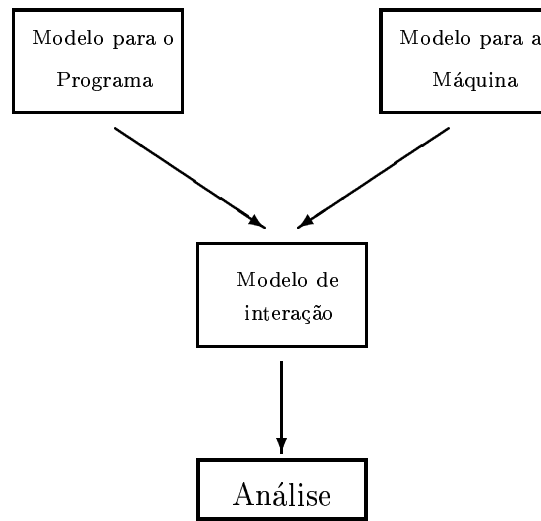 Modelo para o
Programa
Modelo para a
Máquina
Modelo de
interação
Análise